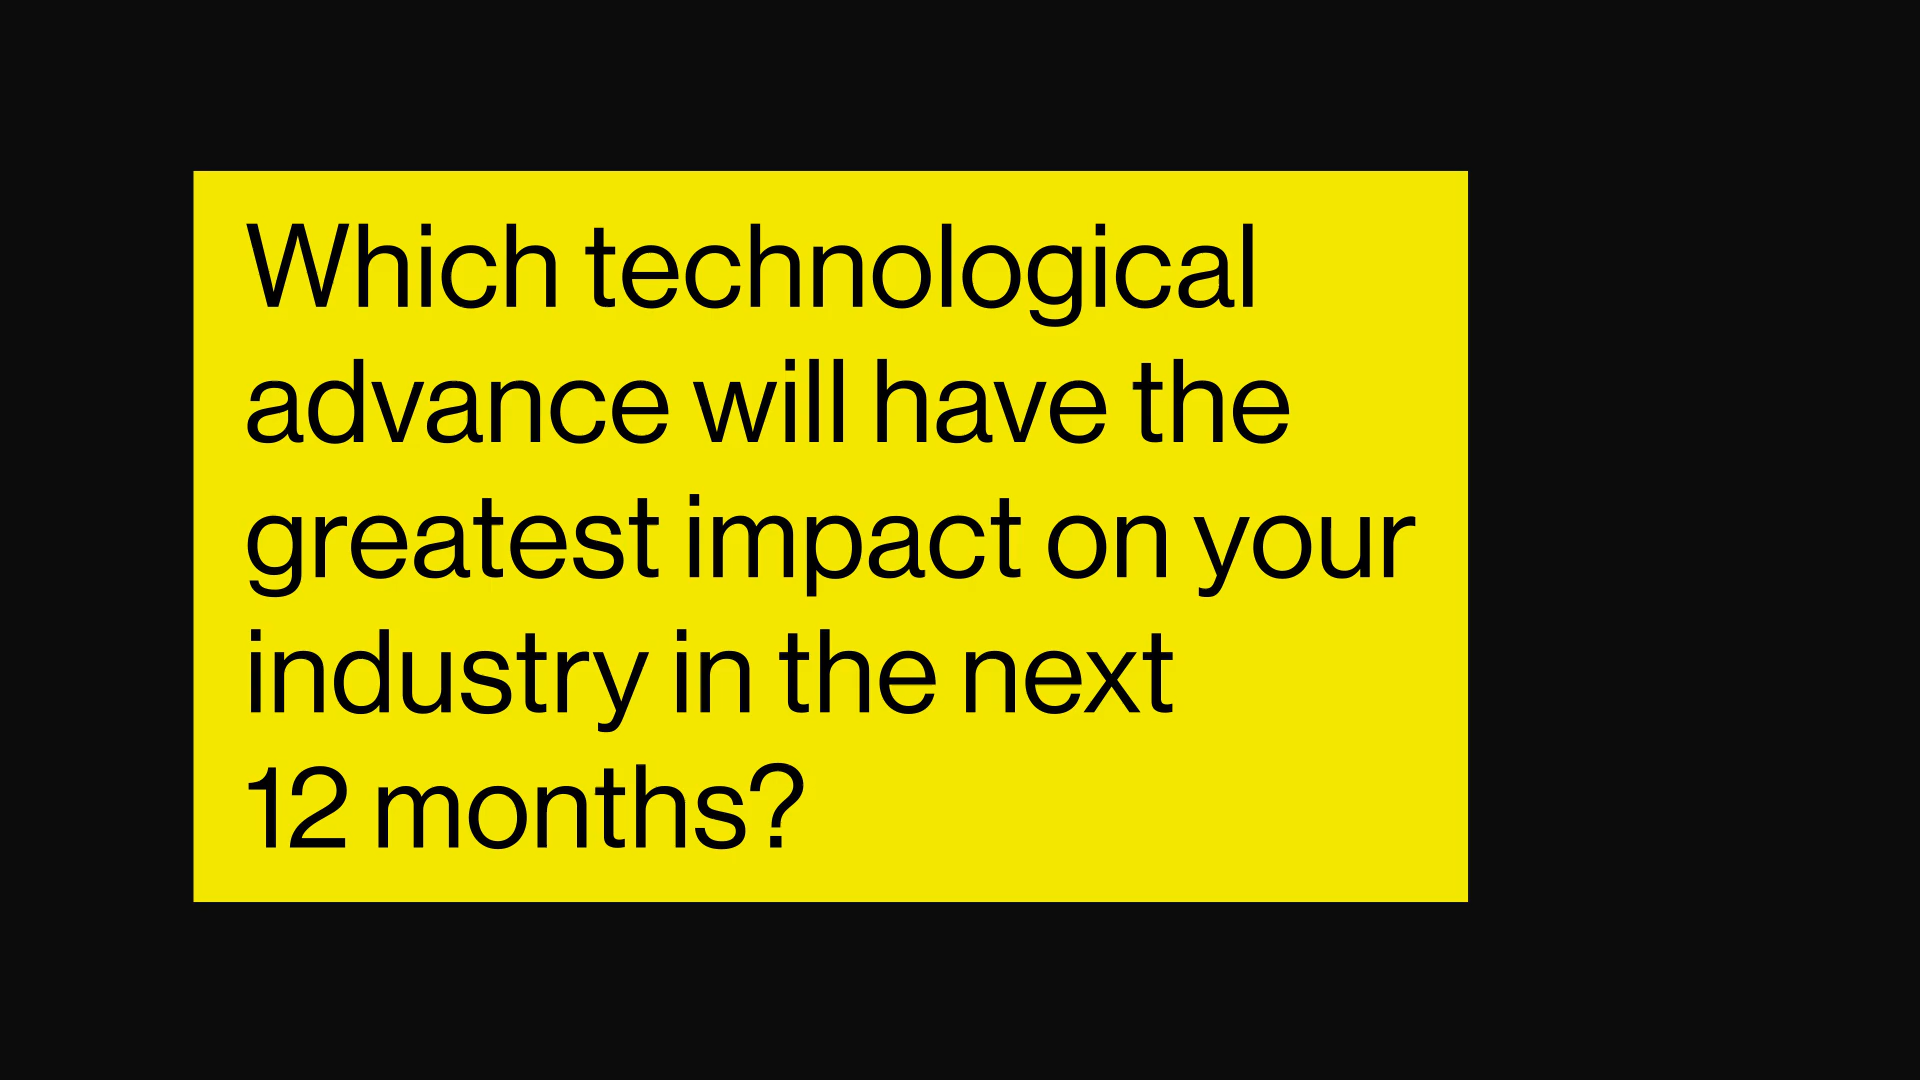 Which technological
advance will have the
greatest impact on your
industry in the next
12 months?